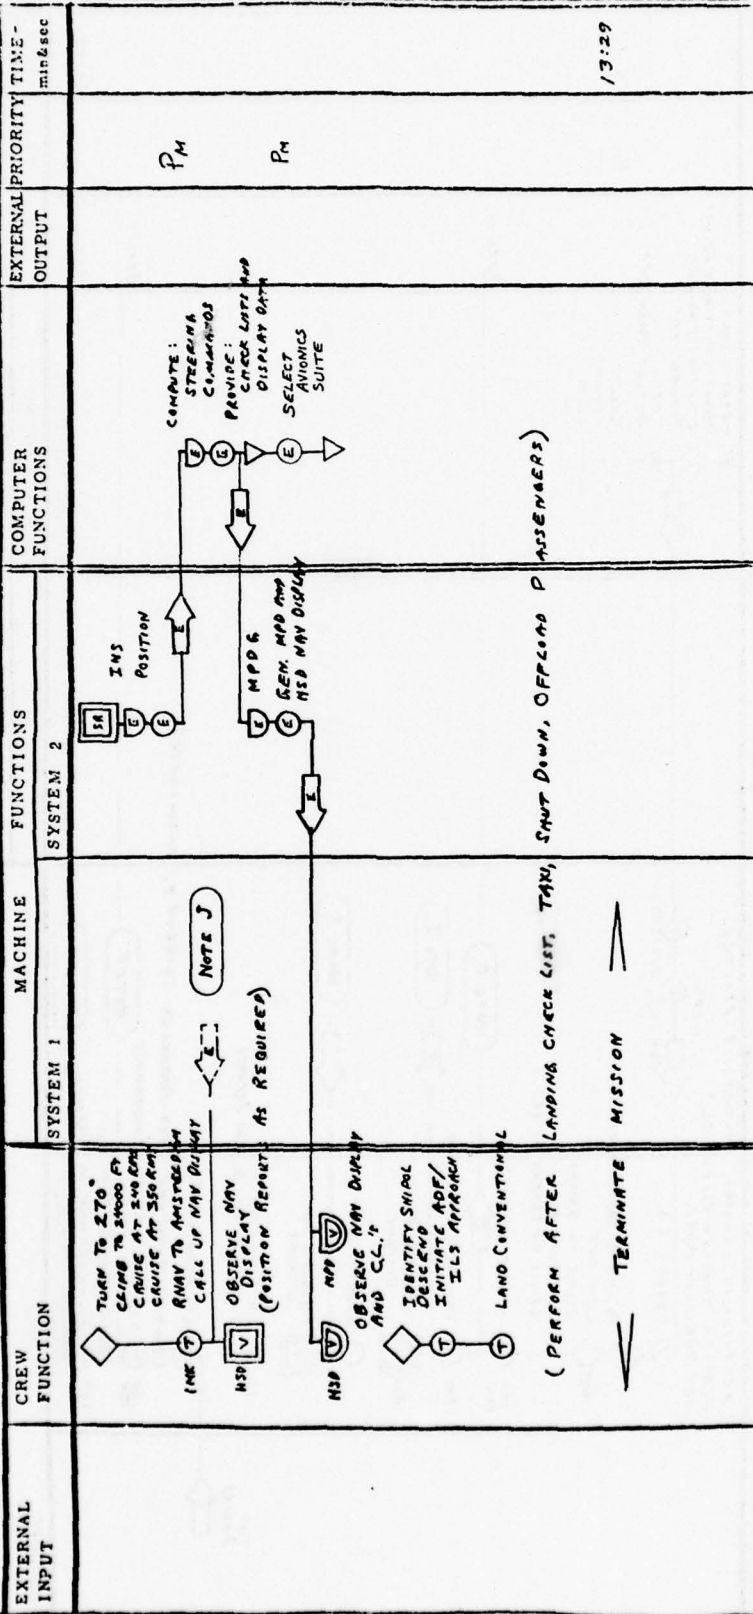 EXTERNAL
INPUT
CREW
FUNCTION
MACHINE FUNCTIONS
SYSTEM 1
SYSTEM 2
COMPUTER
FUNCTIONS
EXTERNAL
OUTPUT
PRIORITY
TIME-
min&sec
TURN TO 270°
CLIMB TO 24000 FT
CRUISE AT 240 KTS
CRUISE AT 350 KTS
RNAV TO AMSTERDAM
CALL UP NAV DISPLAY
IMK
T
HSD
V
OBSERVE NAV
DISPLAY
(POSITION REPORTS AS REQUIRED)
E
NOTE J
SR
INS
POSITION
E
E
E
COMPUTE:
STEERING
COMMANDS
PROVIDE:
CHECK LISTS AND
DISPLAY DATA
E
G
SELECT
AVIONICS
SUITE
E
E
PM
PM
MPDG
GEN. MPD AND
HSD NAV DISPLAY
E
E
E
HSD
V
MPD
V
OBSERVE NAV DISPLAY
AND C.L.'S
IDENTIFY SHIPOL
DESCEND
INITIATE ADF/
ILS APPROACH
T
T
LAND CONVENTIONAL
(PERFORM AFTER LANDING CHECK LIST, TAXI, SHUT DOWN, OFFLOAD PASSENGERS)
TERMINATE MISSION
13:29